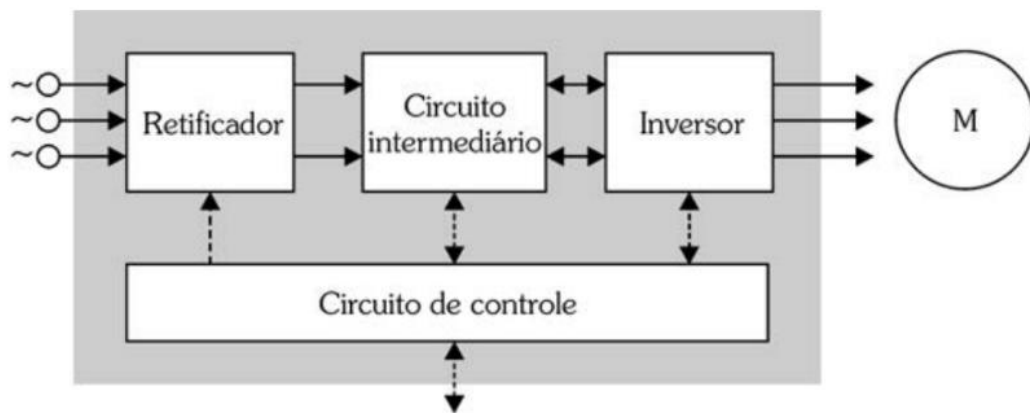 ~
~
~
Retificador
Circuito
intermediário
Inversor
M
Circuito de controle